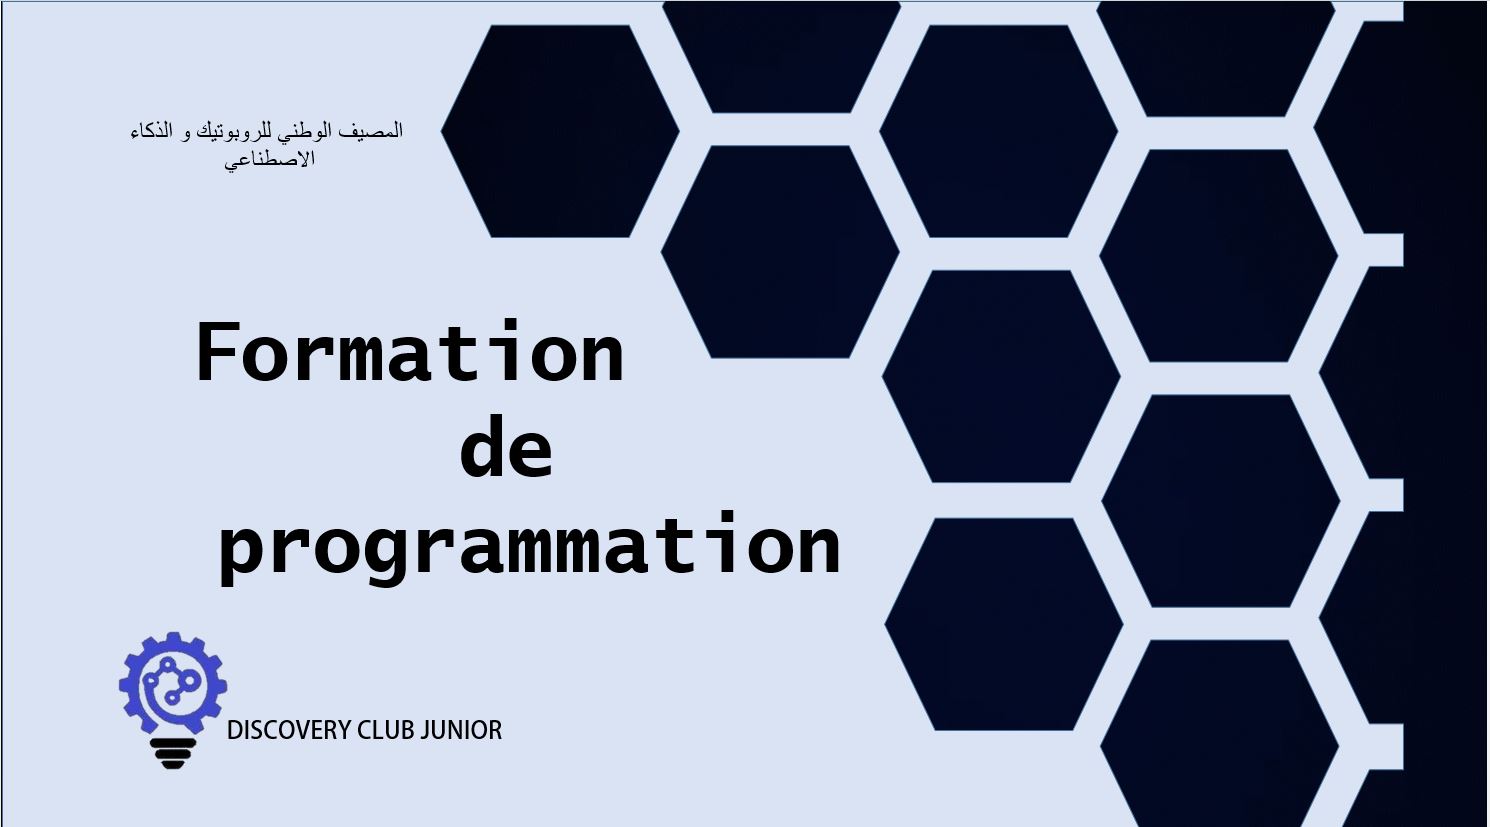 المصيف الوطني للروبوتيك و الذكاء
الاصطناعي
Formation
de
programmation
DISCOVERY CLUB JUNIOR